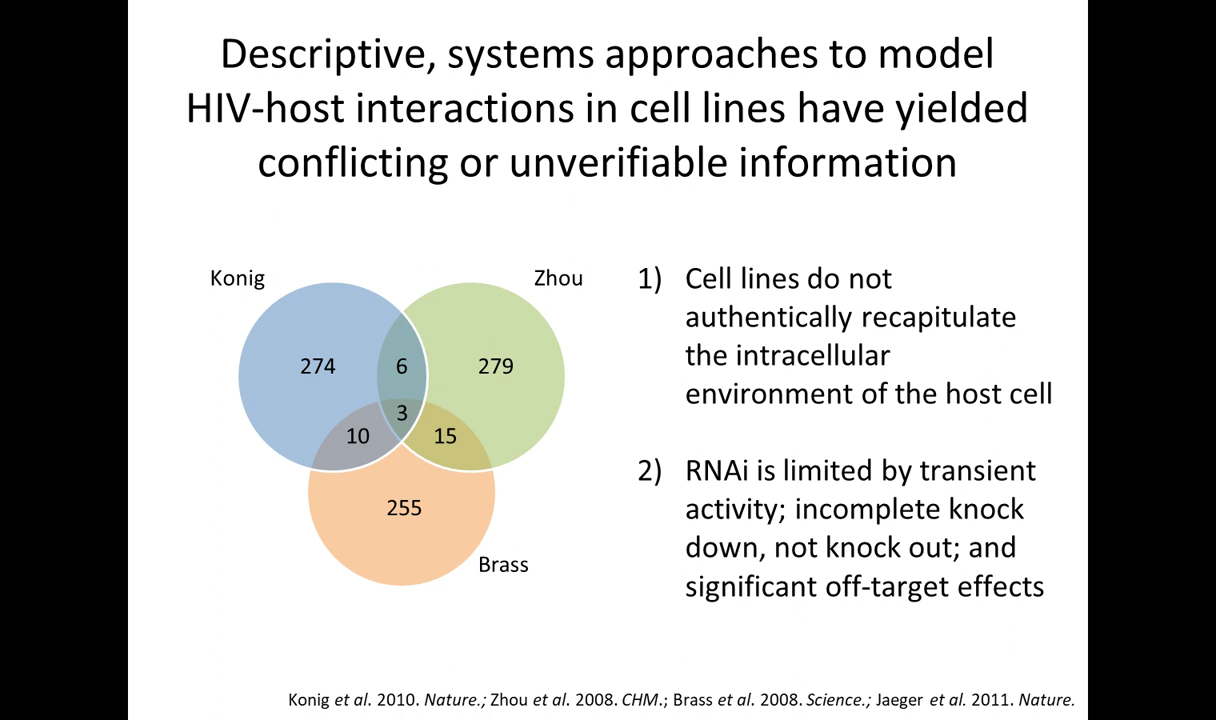 Descriptive, systems approaches to model
HIV-host interactions in cell lines have yielded
conflicting or unverifiable information
Konig
Zhou
274
6
279
3
10
15
255
Brass
1) Cell lines do not
authentically recapitulate
the intracellular
environment of the host cell
2) RNAi is limited by transient
activity; incomplete knock
down, not knock out; and
significant off-target effects
Konig et al. 2010. Nature.; Zhou et al. 2008. CHM.; Brass et al. 2008. Science.; Jaeger et al. 2011. Nature.